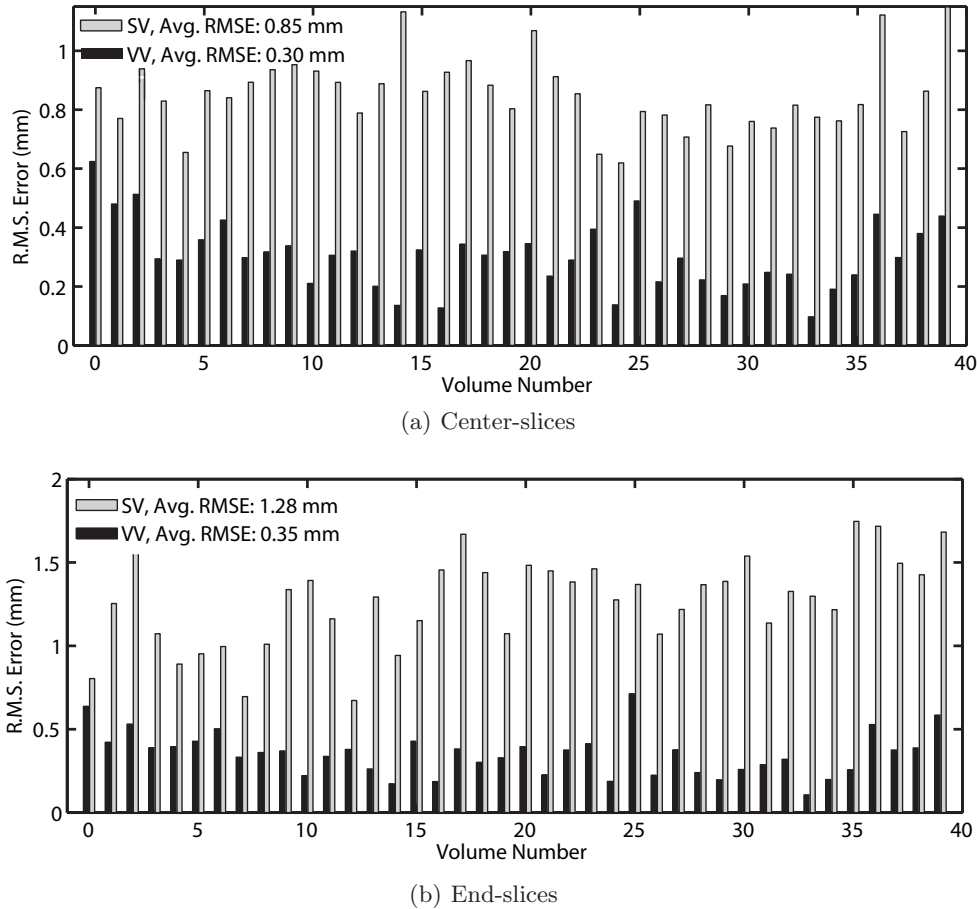 SV, Avg. RMSE: 0.85 mm
VV, Avg. RMSE: 0.30 mm
R.M.S. Error (mm)
1
0.8
0.6
0.4
0.2
0
0 5 10 15 20 25 30 35 40
Volume Number
(a) Center-slices
SV, Avg. RMSE: 1.28 mm
VV, Avg. RMSE: 0.35 mm
R.M.S. Error (mm)
2
1.5
1
0.5
0
0 5 10 15 20 25 30 35 40
Volume Number
(b) End-slices